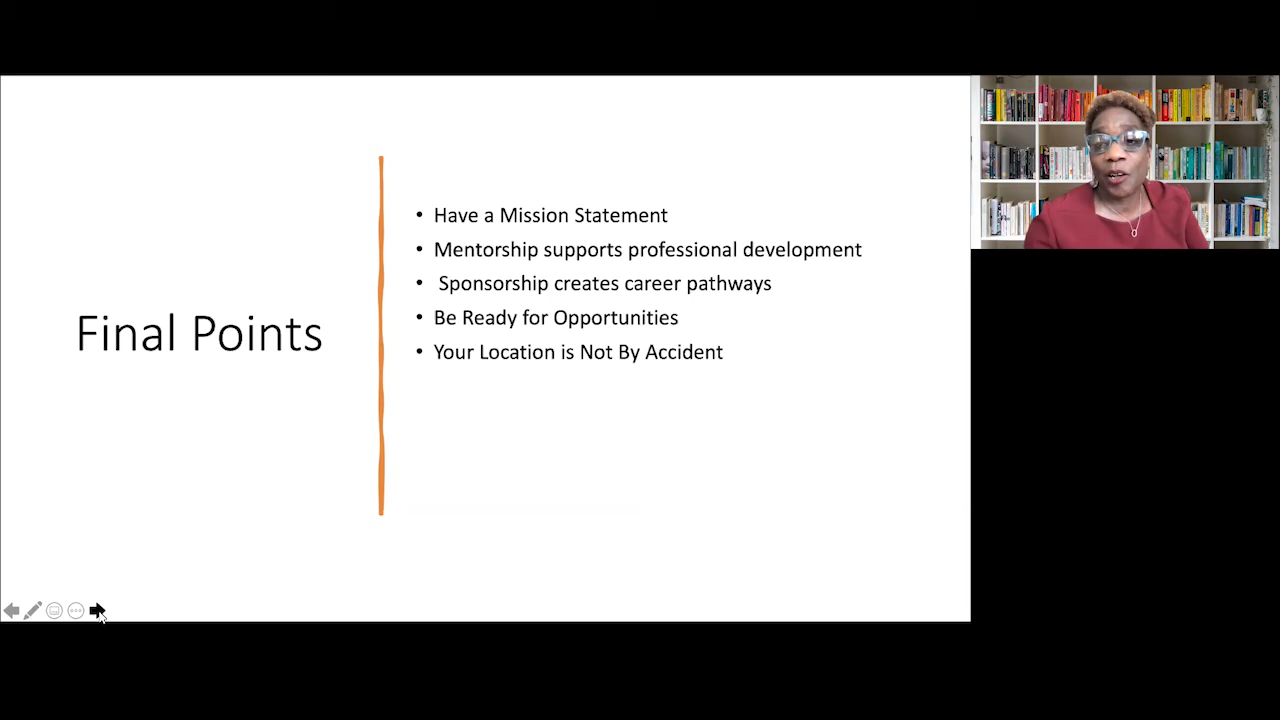 Final Points
• Have a Mission Statement
• Mentorship supports professional development
• Sponsorship creates career pathways
• Be Ready for Opportunities
• Your Location is Not By Accident